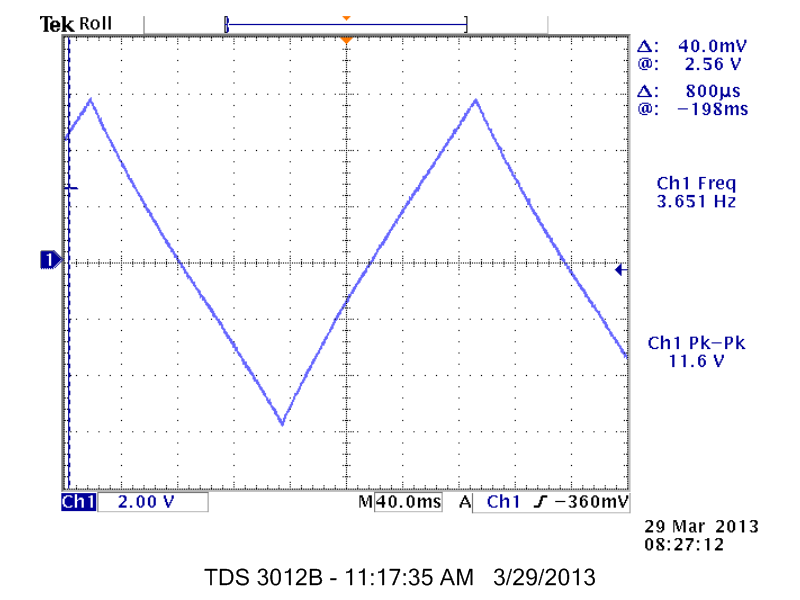 Tek Roll
Δ: 40.0mV
@: 2.56 V
Δ: 800µs
@: −198ms
Ch1 Freq
3.651 Hz
1
Ch1 Pk−Pk
11.6 V
Ch1 2.00 V M 40.0ms A Ch1 ƒ −360mV
29 Mar 2013
08:27:12
TDS 3012B - 11:17:35 AM 3/29/2013